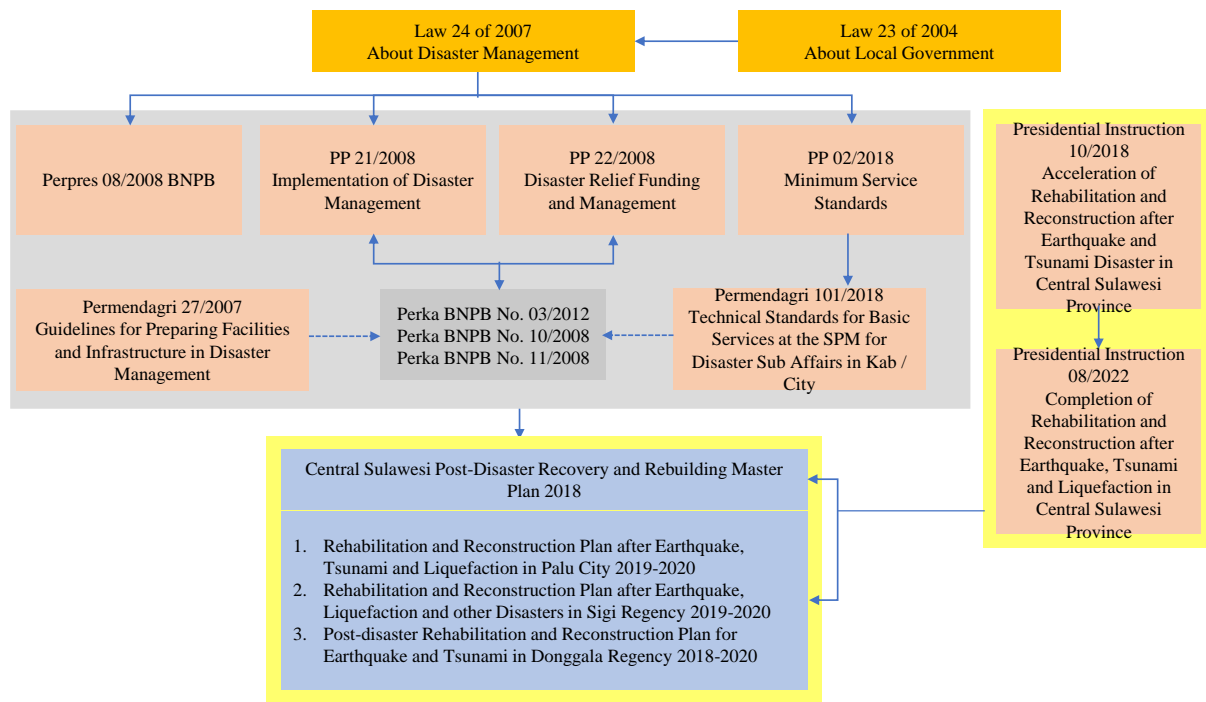 Law 24 of 2007
About Disaster Management
Law 23 of 2004
About Local Government
Perpres 08/2008 BNPB
PP 21/2008
Implementation of Disaster
Management
PP 22/2008
Disaster Relief Funding
and Management
PP 02/2018
Minimum Service
Standards
Presidential Instruction
10/2018
Acceleration of
Rehabilitation and
Reconstruction after
Earthquake and
Tsunami Disaster in
Central Sulawesi
Province
Permendagri 27/2007
Guidelines for Preparing Facilities
and Infrastructure in Disaster
Management
Perka BNPB No. 03/2012
Perka BNPB No. 10/2008
Perka BNPB No. 11/2008
Permendagri 101/2018
Technical Standards for Basic
Services at the SPM for
Disaster Sub Affairs in Kab /
City
Presidential Instruction
08/2022
Completion of
Rehabilitation and
Reconstruction after
Earthquake, Tsunami
and Liquefaction in
Central Sulawesi
Province
Central Sulawesi Post-Disaster Recovery and Rebuilding Master
Plan 2018
1. Rehabilitation and Reconstruction Plan after Earthquake,
Tsunami and Liquefaction in Palu City 2019-2020
2. Rehabilitation and Reconstruction Plan after Earthquake,
Liquefaction and other Disasters in Sigi Regency 2019-2020
3. Post-disaster Rehabilitation and Reconstruction Plan for
Earthquake and Tsunami in Donggala Regency 2018-2020